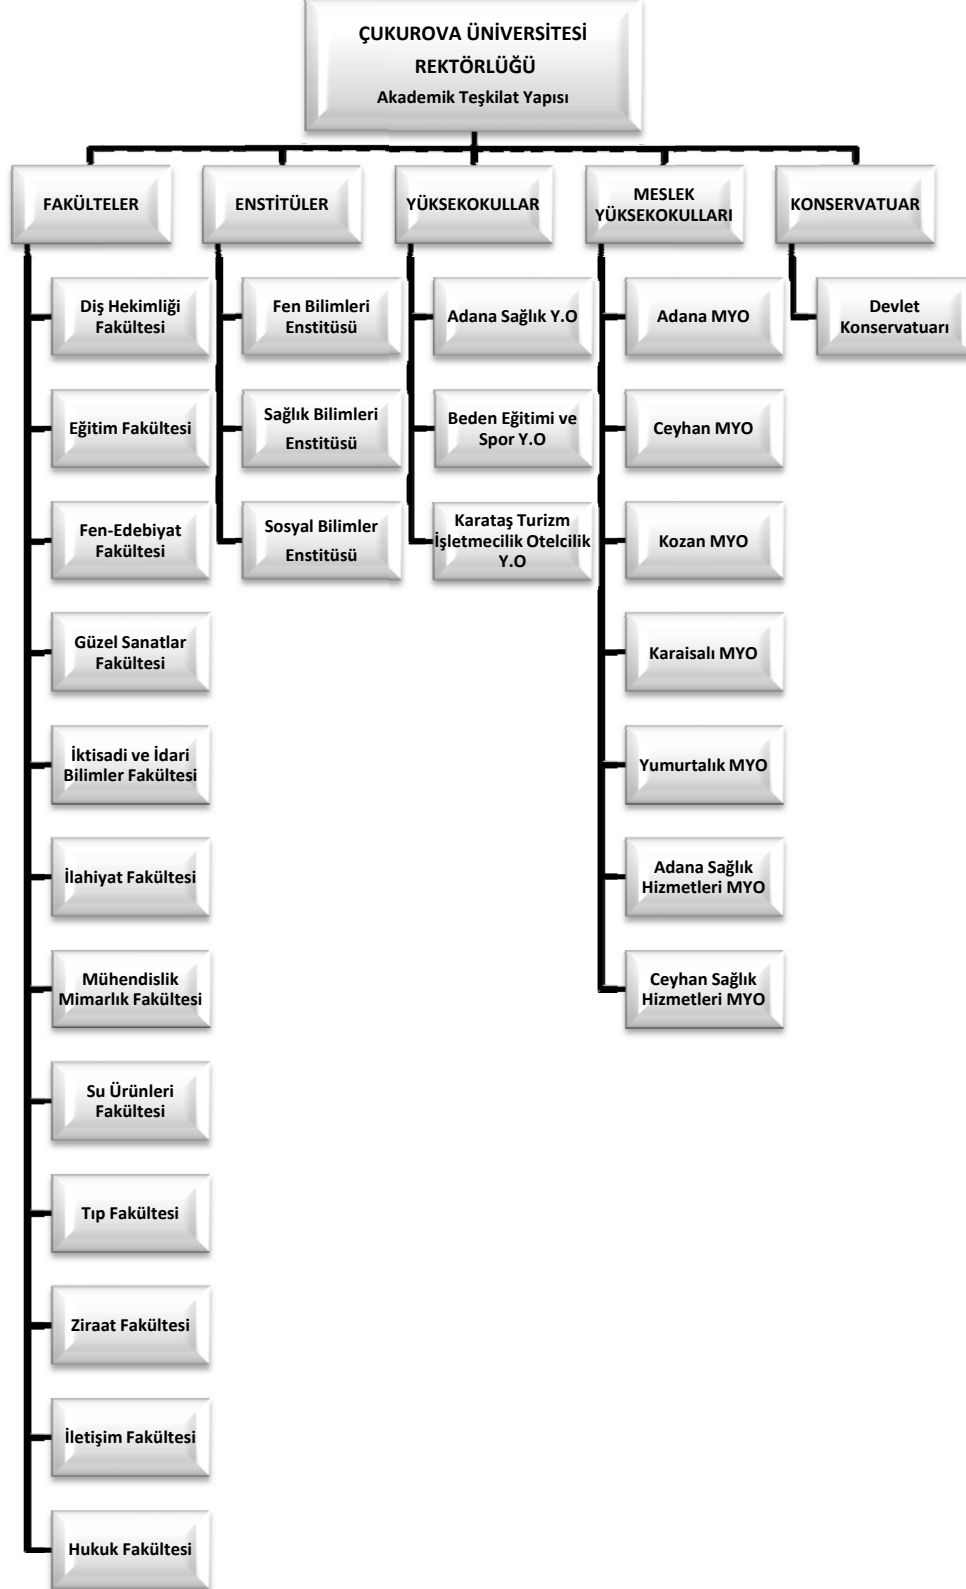 ÇUKUROVA ÜNİVERSİTESİ
REKTÖRLÜĞÜ
Akademik Teşkilat Yapısı
FAKÜLTELER
ENSTİTÜLER
YÜKSEKOKULLAR
MESLEK
YÜKSEKOKULLARI
KONSERVATUAR
Diş Hekimliği
Fakültesi
Eğitim Fakültesi
Fen-Edebiyat
Fakültesi
Güzel Sanatlar
Fakültesi
İktisadi ve İdari
Bilimler Fakültesi
İlahiyat Fakültesi
Mühendislik
Mimarlık Fakültesi
Su Ürünleri
Fakültesi
Tıp Fakültesi
Ziraat Fakültesi
İletişim Fakültesi
Hukuk Fakültesi
Fen Bilimleri
Enstitüsü
Sağlık Bilimleri
Enstitüsü
Sosyal Bilimler
Enstitüsü
Adana Sağlık Y.O
Beden Eğitimi ve
Spor Y.O
Karataş Turizm
İşletmecilik Otelcilik
Y.O
Adana MYO
Ceyhan MYO
Kozan MYO
Karaisalı MYO
Yumurtalık MYO
Adana Sağlık
Hizmetleri MYO
Ceyhan Sağlık
Hizmetleri MYO
Devlet
Konservatuarı